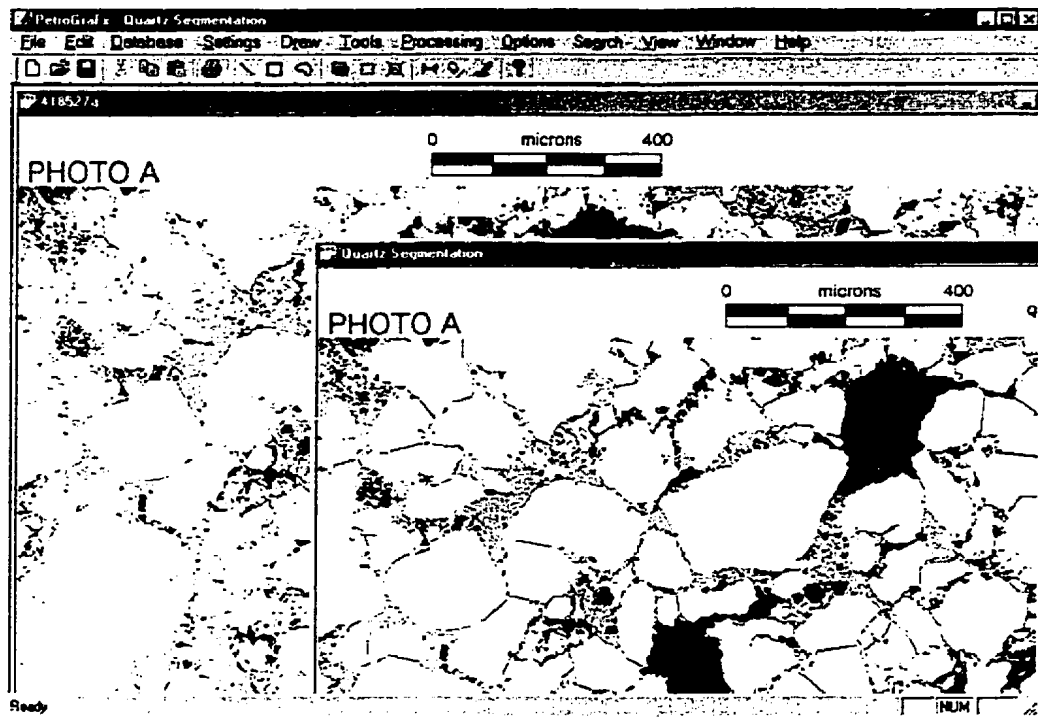 PetroGraFx - Quartz Segmentation
File Edit Database Settings Draw Tools Processing Options Search View Window Help
418527a
0 microns 400
PHOTO A
Quartz Segmentation
0 microns 400
PHOTO A
Ready
NUM